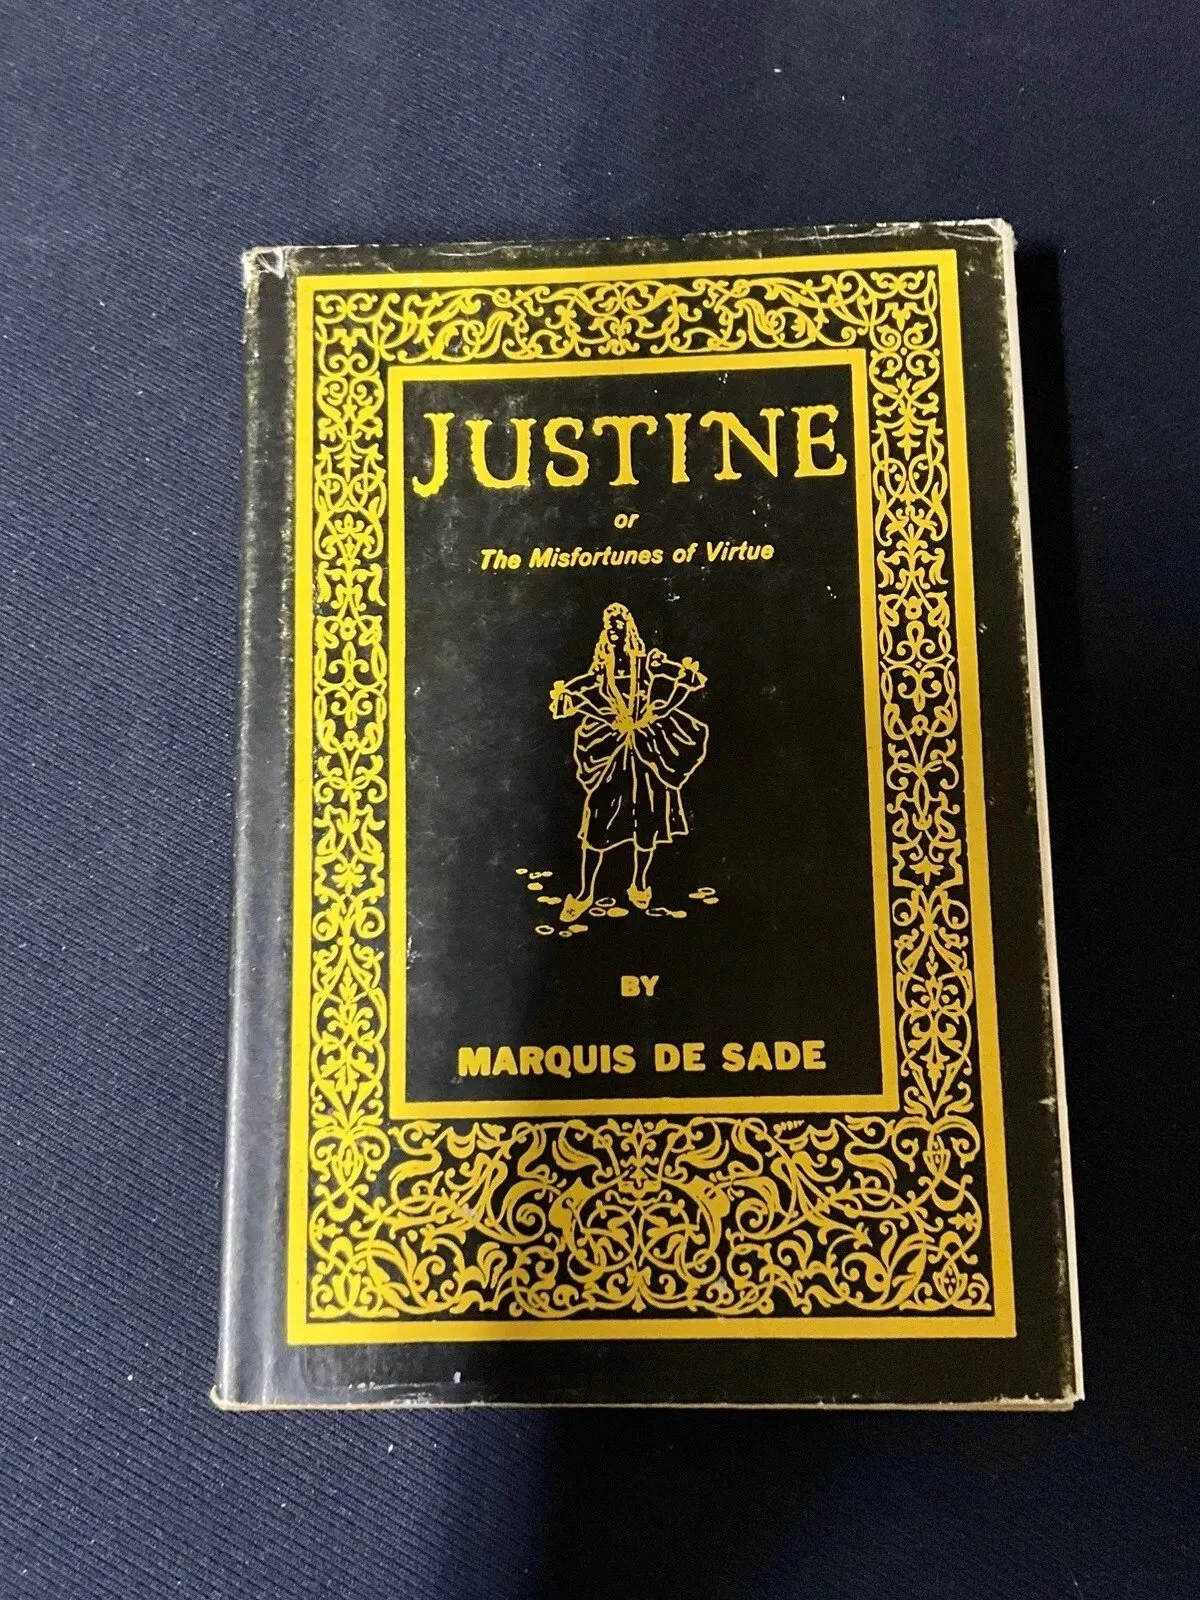 JUSTINE
or
The Misfortunes of Virtue
BY
MARQUIS DE SADE